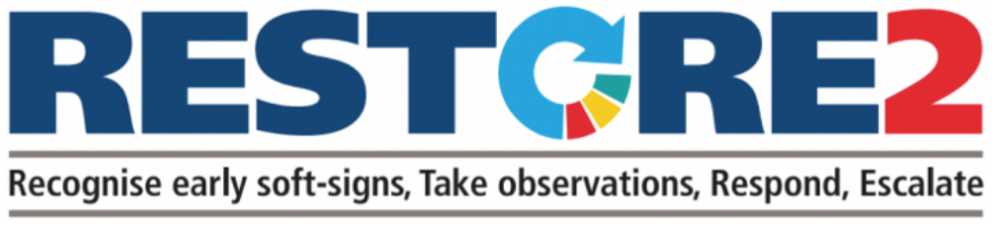 RESTORE2
Recognise early soft-signs, Take observations, Respond, Escalate